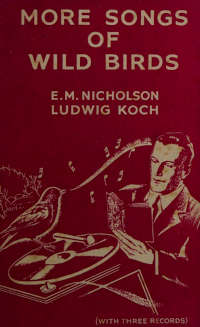 MORE SONGS
OF
WILD BIRDS
E.M. NICHOLSON
LUDWIG KOCH
(WITH THREE RECORDS)